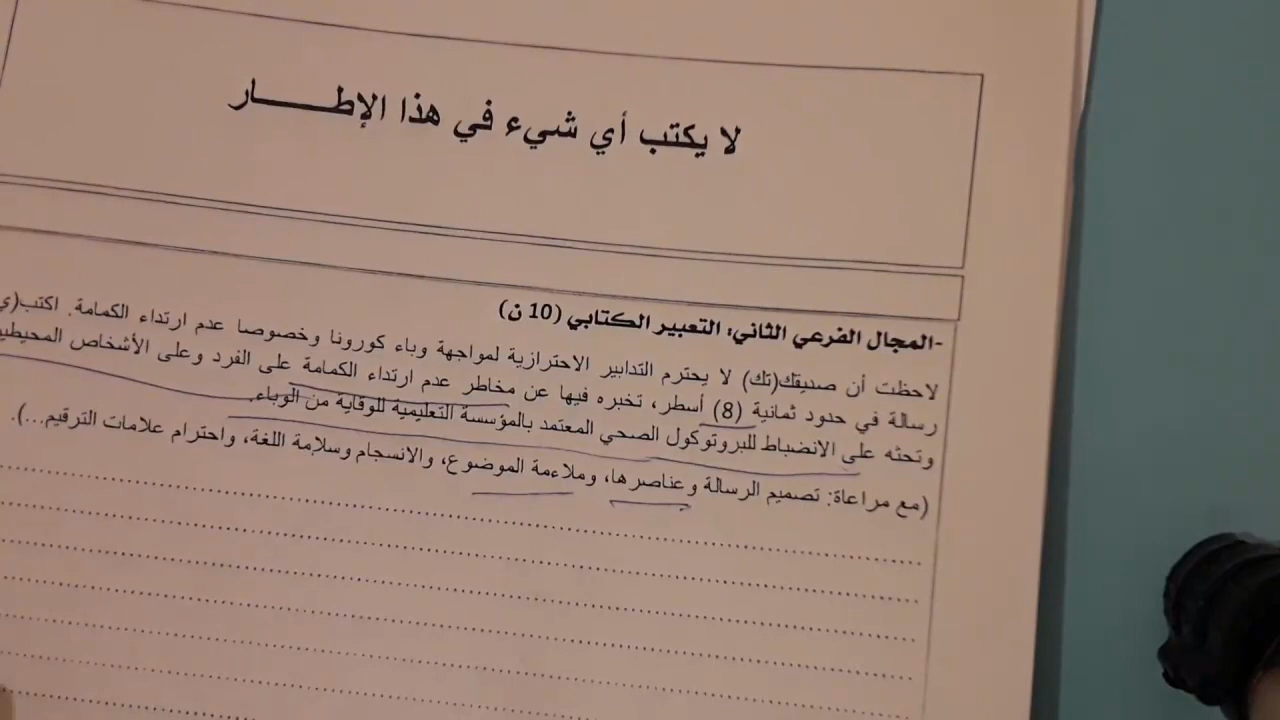 لا يكتب أي شيء في هذا الإطـــــــار
-المجال الفرعي الثاني: التعبير الكتابي (10 ن)
لاحظت أن صديقك(تك) لا يحترم التدابير الاحترازية لمواجهة وباء كورونا وخصوصا عدم ارتداء الكمامة. اكتب(ي
رسالة في حدود ثمانية (8) أسطر، تخبره فيها عن مخاطر عدم ارتداء الكمامة على الفرد وعلى الأشخاص المحيطين
وتحثه على الانضباط للبروتوكول الصحي المعتمد بالمؤسسة التعليمية للوقاية من الوباء.
(مع مراعاة: تصميم الرسالة وعناصرها، وملاءمة الموضوع، والانسجام وسلامة اللغة، واحترام علامات الترقيم...).